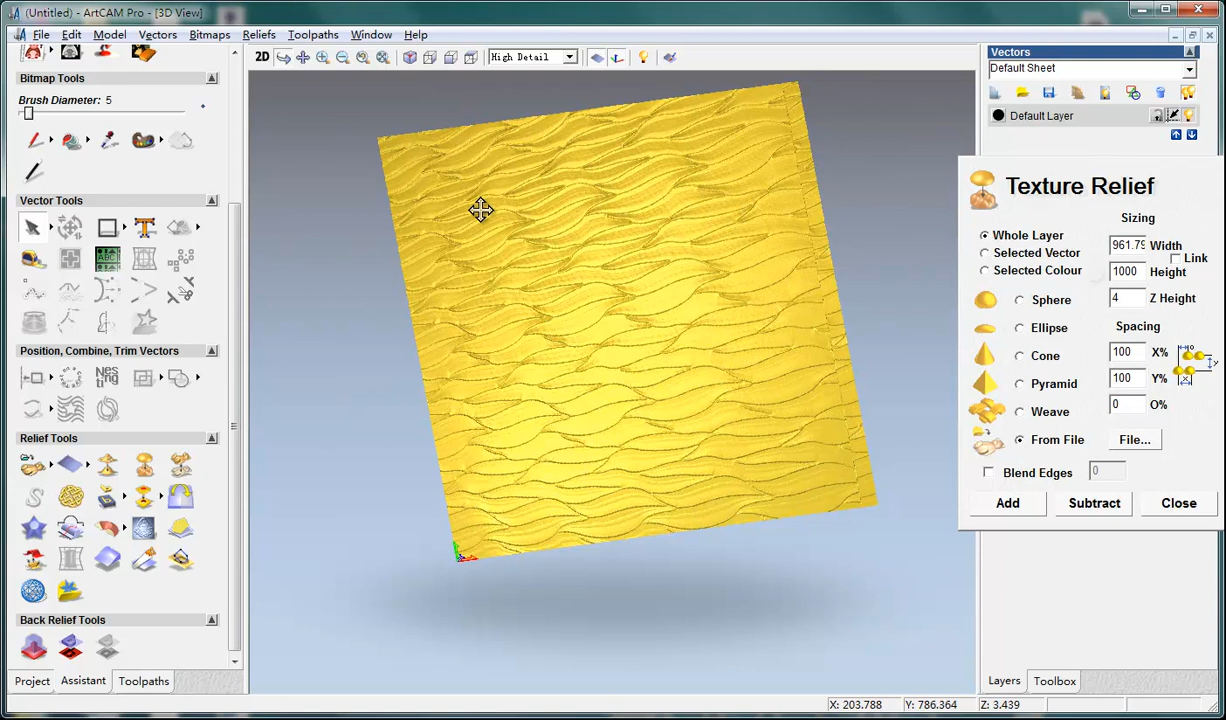 (Untitled) - ArtCAM Pro - [3D View]
File Edit Model Vectors Bitmaps Reliefs Toolpaths Window Help
2D High Detail
Bitmap Tools
Brush Diameter: 5
Vector Tools
ABC
Position, Combine, Trim Vectors
Nes
ting
Relief Tools
Back Relief Tools
Project Assistant Toolpaths
Vectors
Default Sheet
Default Layer
Texture Relief
Sizing
Whole Layer 961.79 Width
Selected Vector Link
Selected Colour 1000 Height
Sphere 4 Z Height
Ellipse Spacing
Cone 100 X%
Pyramid 100 Y%
Weave 0 O%
From File File...
Blend Edges 0
Add Subtract Close
Layers Toolbox
X: 203.788 Y: 786.364 Z: 3.439